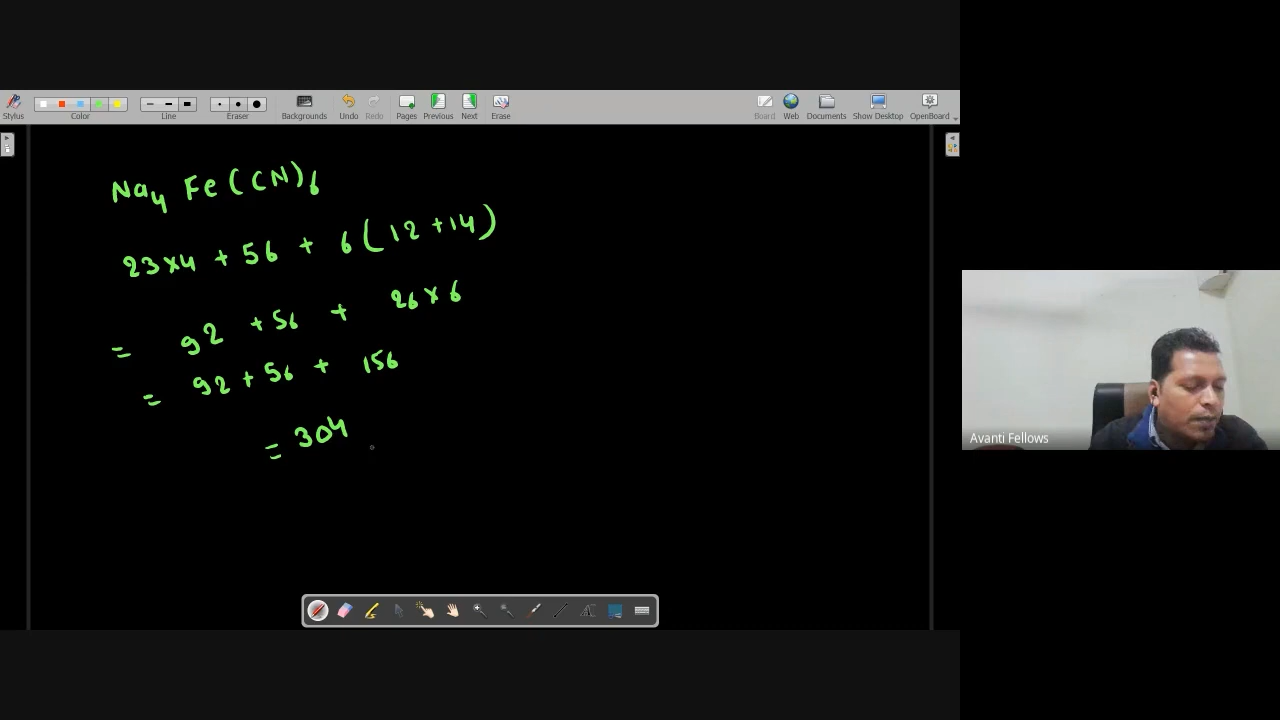 Stylus Color Line Eraser Backgrounds Undo Redo Pages Previous Next Erase Board Web Documents Show Desktop OpenBoard
Na4 Fe(CN)6
23×4 + 56 + 6(12+14)
= 92 + 56 + 26×6
= 92 + 56 + 156
= 304
Avanti Fellows